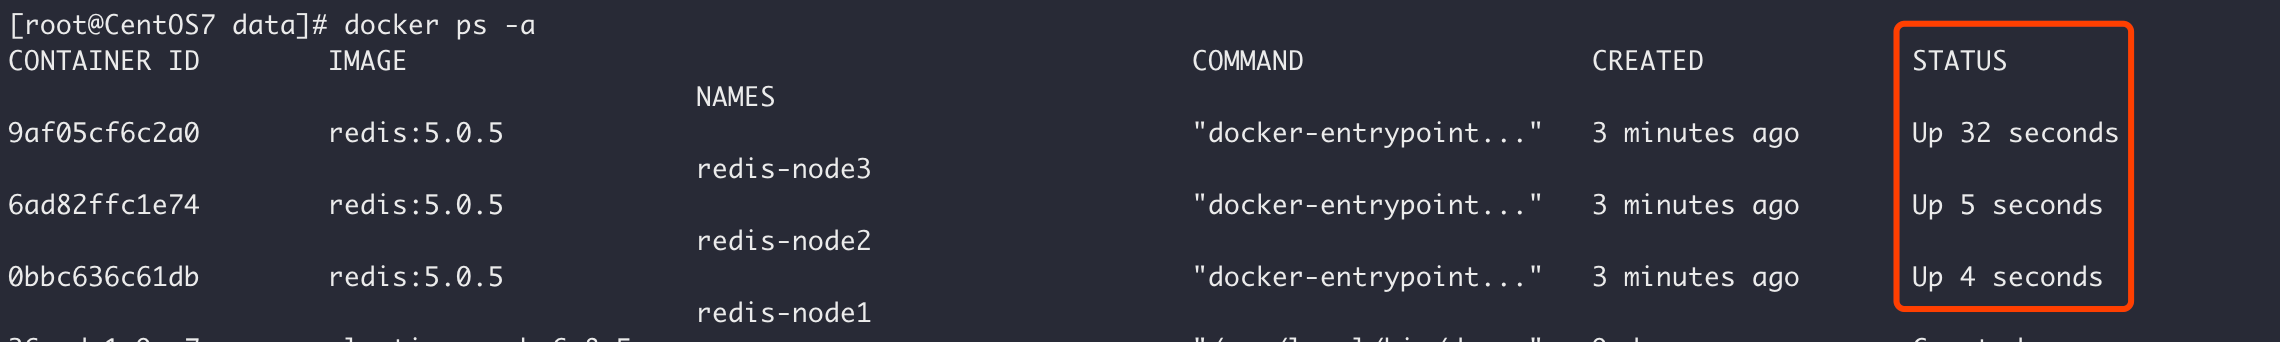 [root@CentOS7 data]# docker ps -a
CONTAINER ID IMAGE COMMAND CREATED STATUS
NAMES
9af05cf6c2a0 redis:5.0.5 "docker-entrypoint..." 3 minutes ago Up 32 seconds
redis-node3
6ad82ffc1e74 redis:5.0.5 "docker-entrypoint..." 3 minutes ago Up 5 seconds
redis-node2
0bbc636c61db redis:5.0.5 "docker-entrypoint..." 3 minutes ago Up 4 seconds
redis-node1